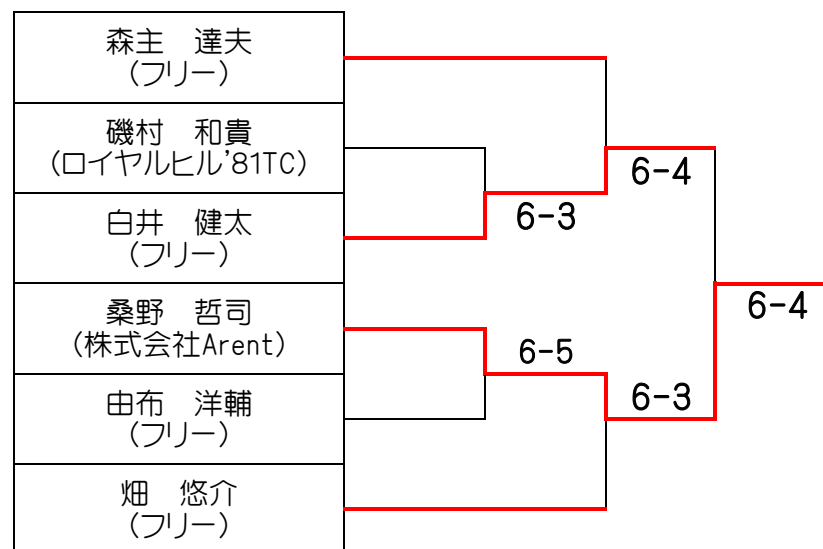 森主　達夫
(フリー)
磯村　和貴
(ロイヤルヒル'81TC)
白井　健太
(フリー)
桑野　哲司
(株式会社Arent)
由布　洋輔
(フリー)
畑　悠介
(フリー)
6-3
6-4
6-5
6-3
6-4